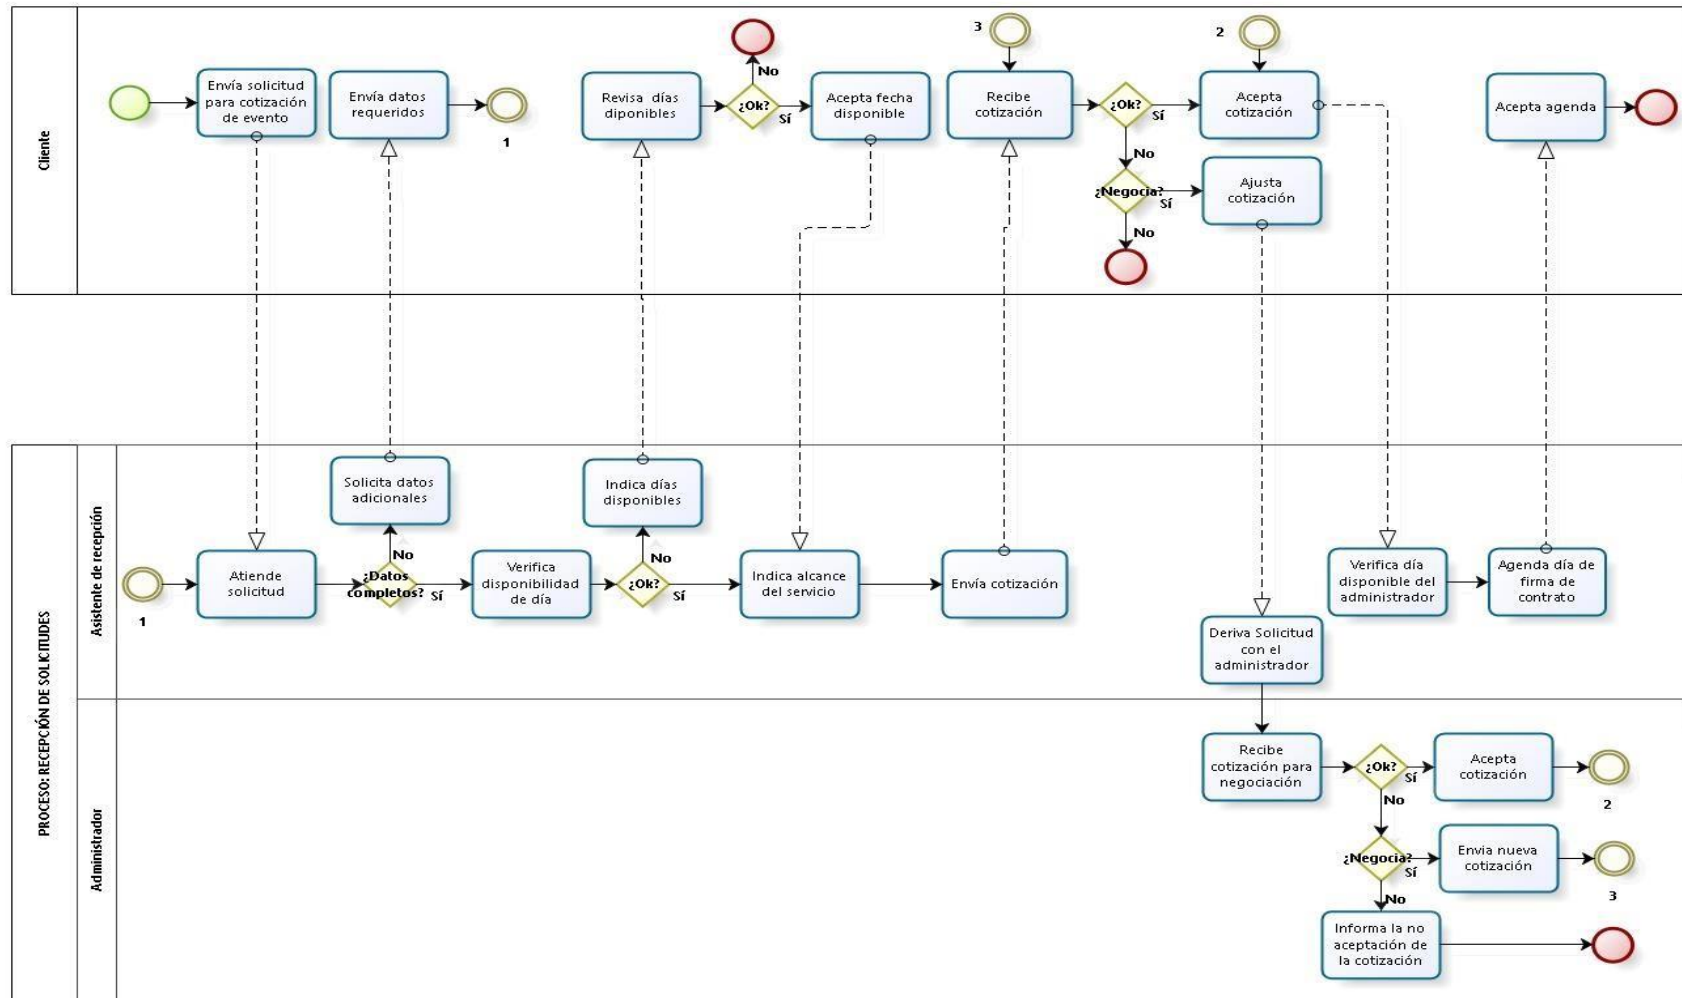 Cliente
Envía solicitud
para cotización
de evento
Envía datos
requeridos
1
Revisa días
diponibles
¿Ok?
No
Sí
Acepta fecha
disponible
3
Recibe
cotización
¿Ok?
Sí
No
¿Negocia?
Sí
No
2
Acepta
cotización
Ajusta
cotización
Acepta agenda
PROCESO: RECEPCIÓN DE SOLICITUDES
Asistente de recepción
1
Atiende
solicitud
Solicita datos
adicionales
No
¿Datos
completos?
Sí
Verifica
disponibilidad
de día
Indica días
disponibles
No
¿Ok?
Sí
Indica alcance
del servicio
Envía cotización
Deriva Solicitud
con el
administrador
Verifica día
disponible del
administrador
Agenda día de
firma de
contrato
Administrador
Recibe
cotización para
negociación
¿Ok?
Sí
No
Acepta
cotización
2
¿Negocia?
Sí
No
Envia nueva
cotización
3
Informa la no
aceptación de
la cotización